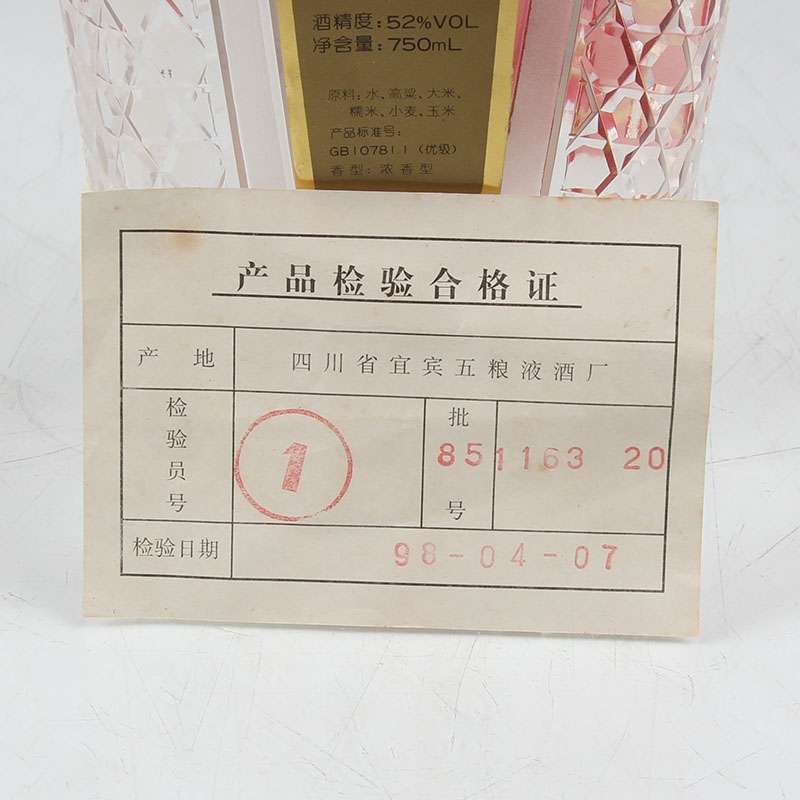 酒精度：52%VOL
净含量：750mL
原料：水、高粱、大米、
糯米、小麦、玉米
产品标准号：
GB10781.1（优级）
香型：浓香型
产品检验合格证
产地 四川省宜宾五粮液酒厂
检验员号 1 批号 851163 20
检验日期 98-04-07